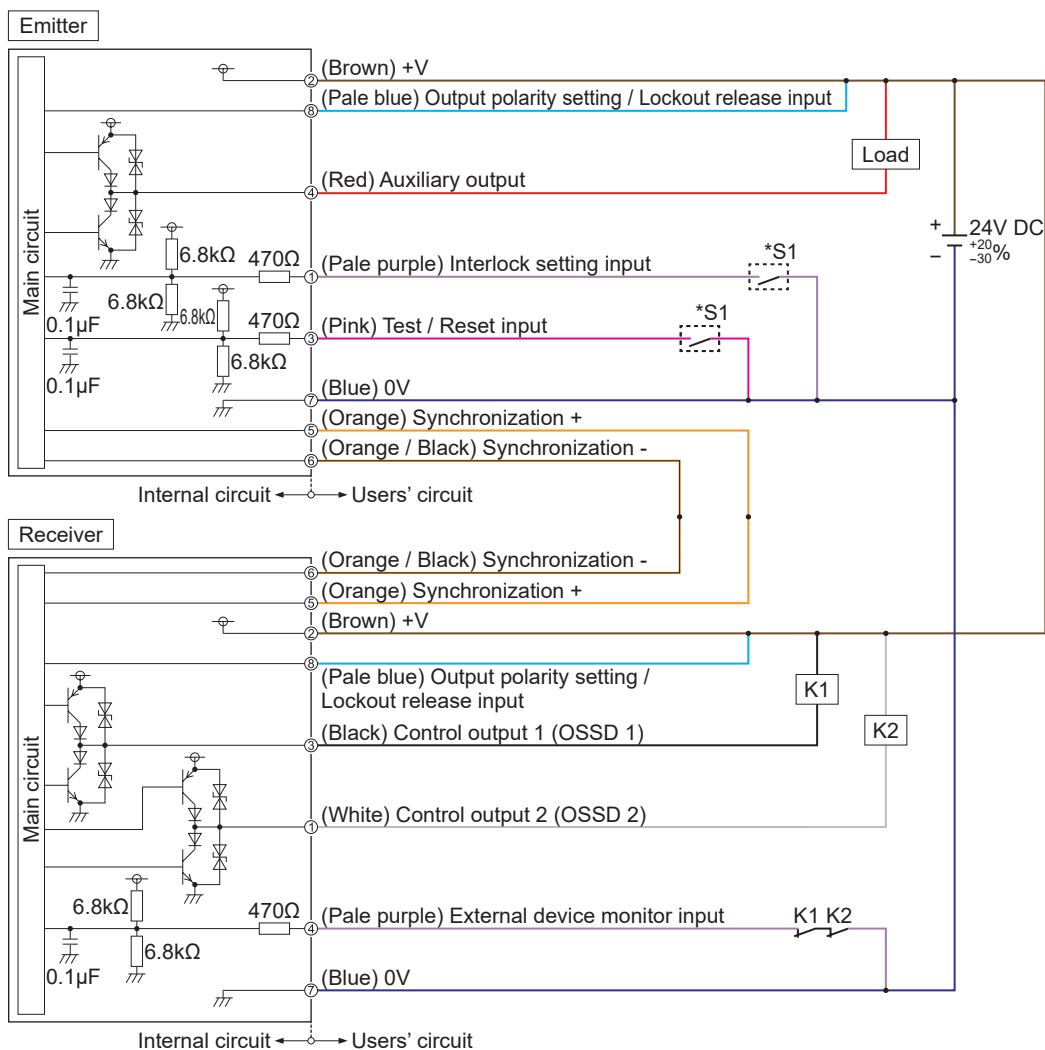 Emitter
(Brown) +V
(Pale blue) Output polarity setting / Lockout release input
Load
(Red) Auxiliary output
Main circuit
+
24V DC
+20
−30 %
−
6.8kΩ
470Ω
(Pale purple) Interlock setting input
*S1
6.8kΩ
6.8kΩ
470Ω
(Pink) Test / Reset input
*S1
0.1µF
6.8kΩ
0.1µF
(Blue) 0V
(Orange) Synchronization +
(Orange / Black) Synchronization -
2
8
4
1
3
7
5
6
Internal circuit
Users' circuit
Receiver
(Orange / Black) Synchronization -
(Orange) Synchronization +
(Brown) +V
(Pale blue) Output polarity setting /
Lockout release input
K1
K2
(Black) Control output 1 (OSSD 1)
Main circuit
(White) Control output 2 (OSSD 2)
6.8kΩ
470Ω
(Pale purple) External device monitor input
K1 K2
6.8kΩ
0.1µF
(Blue) 0V
6
5
2
8
3
1
4
7
Internal circuit
Users' circuit